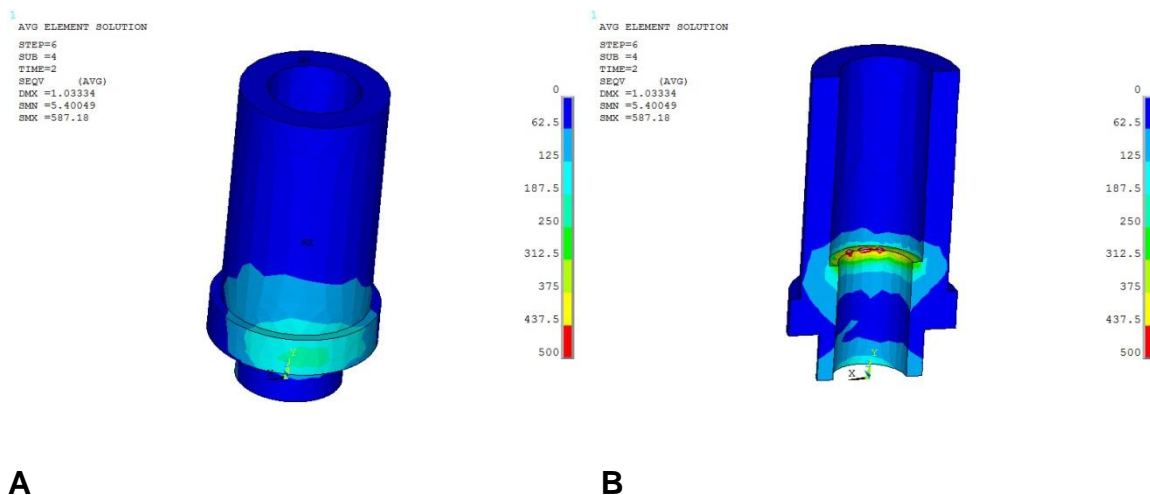 1
AVG ELEMENT SOLUTION
STEP=6
SUB =4
TIME=2
SEQV (AVG)
DMX =1.03334
SMN =5.40049
SMX =587.18
0
62.5
125
187.5
250
312.5
375
437.5
500
MX
Y
X
A
1
AVG ELEMENT SOLUTION
STEP=6
SUB =4
TIME=2
SEQV (AVG)
DMX =1.03334
SMN =5.40049
SMX =587.18
0
62.5
125
187.5
250
312.5
375
437.5
500
Y
X
B